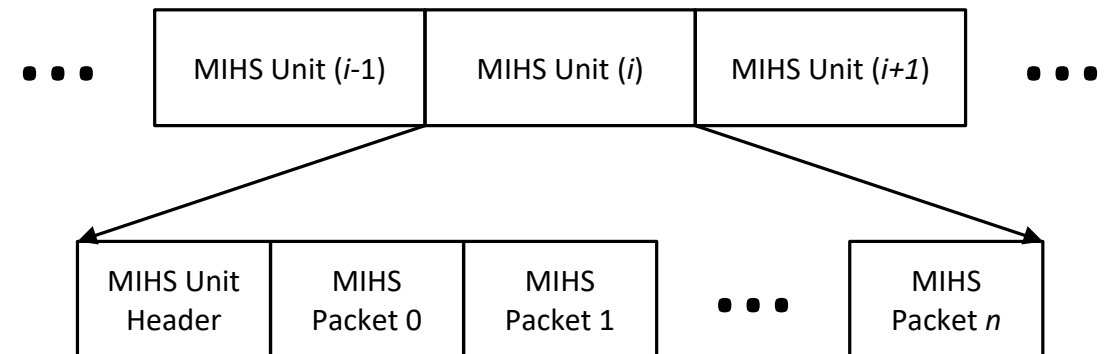 ... MIHS Unit (i-1) MIHS Unit (i) MIHS Unit (i+1) ...
MIHS Unit MIHS MIHS MIHS
Header Packet 0 Packet 1 ... Packet n